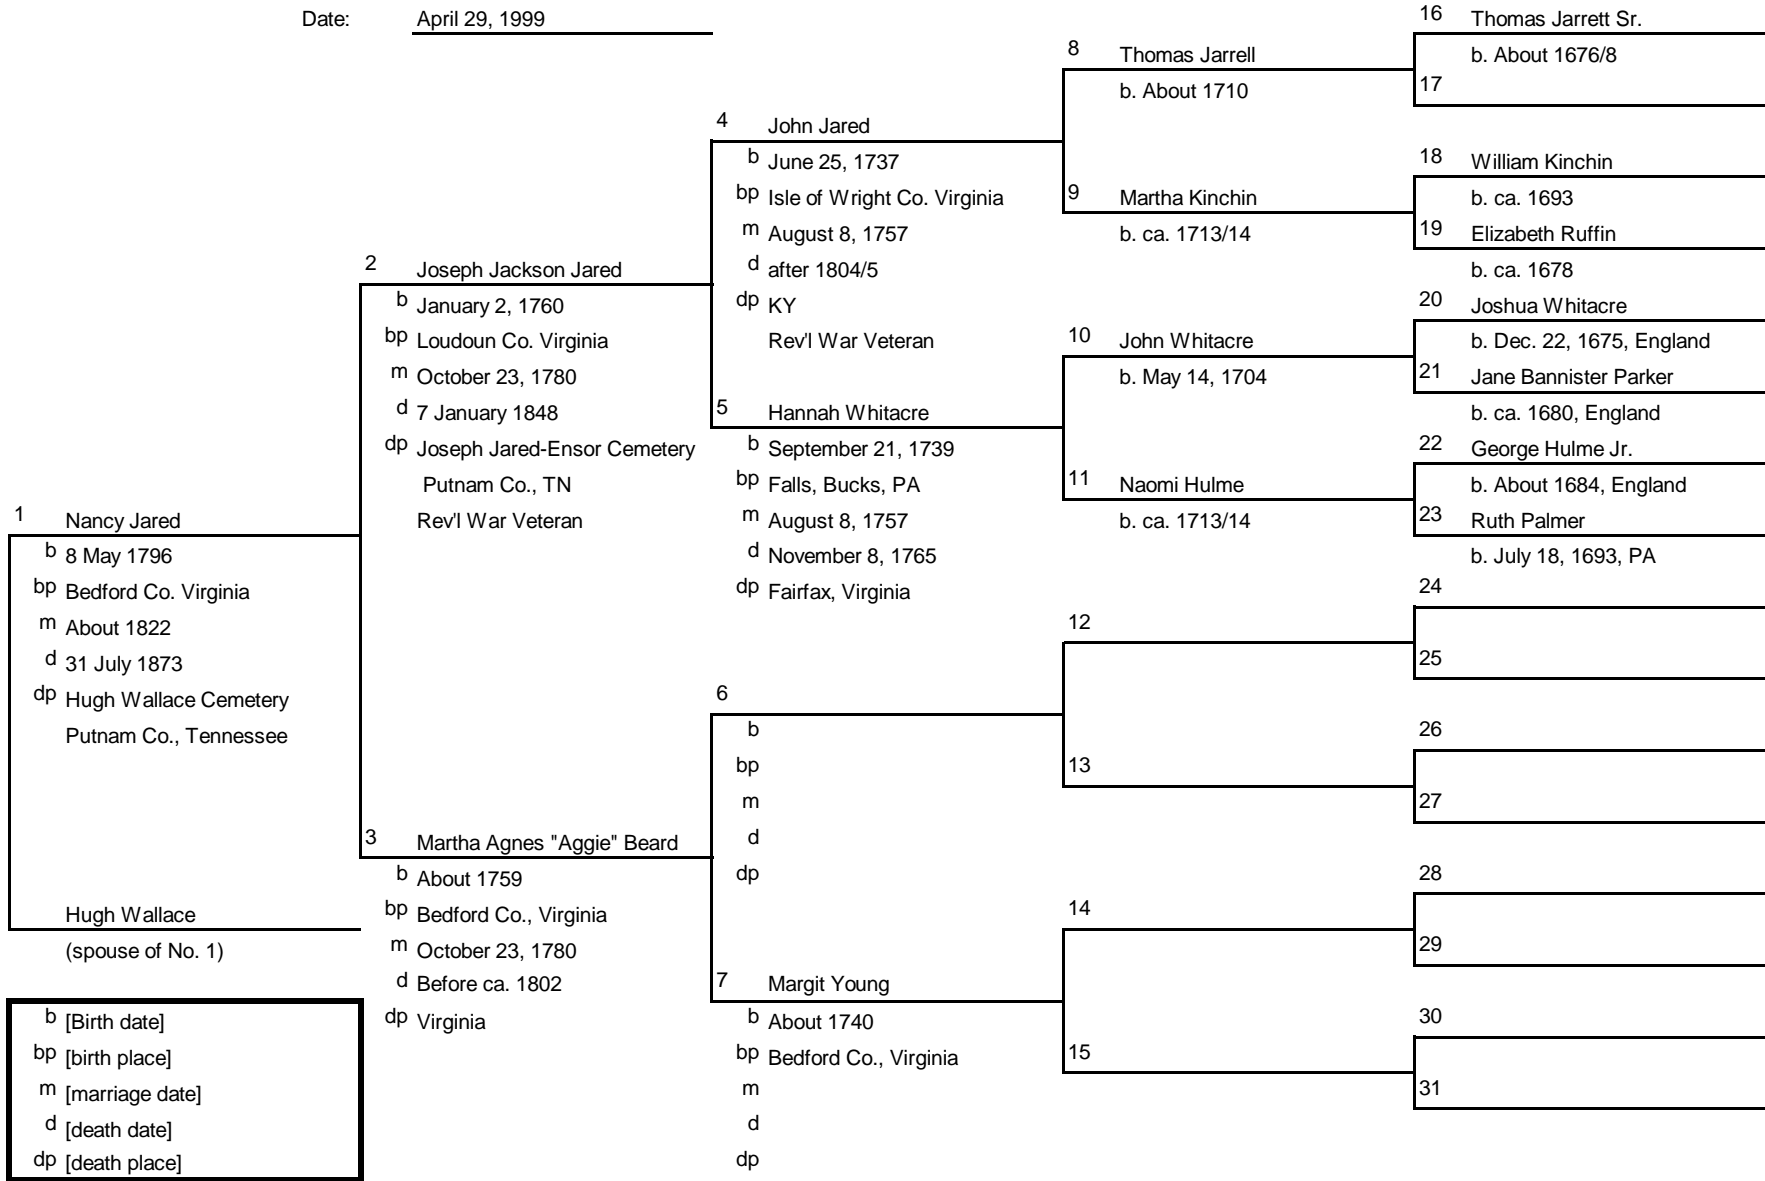 Date: April 29, 1999
1 Nancy Jared
b 8 May 1796
bp Bedford Co. Virginia
m About 1822
d 31 July 1873
dp Hugh Wallace Cemetery
Putnam Co., Tennessee
Hugh Wallace
(spouse of No. 1)
b [Birth date]
bp [birth place]
m [marriage date]
d [death date]
dp [death place]
2 Joseph Jackson Jared
b January 2, 1760
bp Loudoun Co. Virginia
m October 23, 1780
d 7 January 1848
dp Joseph Jared-Ensor Cemetery
Putnam Co., TN
Rev'l War Veteran
3 Martha Agnes "Aggie" Beard
b About 1759
bp Bedford Co., Virginia
m October 23, 1780
d Before ca. 1802
dp Virginia
4 John Jared
b June 25, 1737
bp Isle of Wright Co. Virginia
m August 8, 1757
d after 1804/5
dp KY
Rev'l War Veteran
5 Hannah Whitacre
b September 21, 1739
bp Falls, Bucks, PA
m August 8, 1757
d November 8, 1765
dp Fairfax, Virginia
6
b
bp
m
d
dp
7 Margit Young
b About 1740
bp Bedford Co., Virginia
m
d
dp
8 Thomas Jarrell
b. About 1710
9 Martha Kinchin
b. ca. 1713/14
10 John Whitacre
b. May 14, 1704
11 Naomi Hulme
b. ca. 1713/14
12
13
14
15
16 Thomas Jarrett Sr.
b. About 1676/8
17
18 William Kinchin
b. ca. 1693
19 Elizabeth Ruffin
b. ca. 1678
20 Joshua Whitacre
b. Dec. 22, 1675, England
21 Jane Bannister Parker
b. ca. 1680, England
22 George Hulme Jr.
b. About 1684, England
23 Ruth Palmer
b. July 18, 1693, PA
24
25
26
27
28
29
30
31